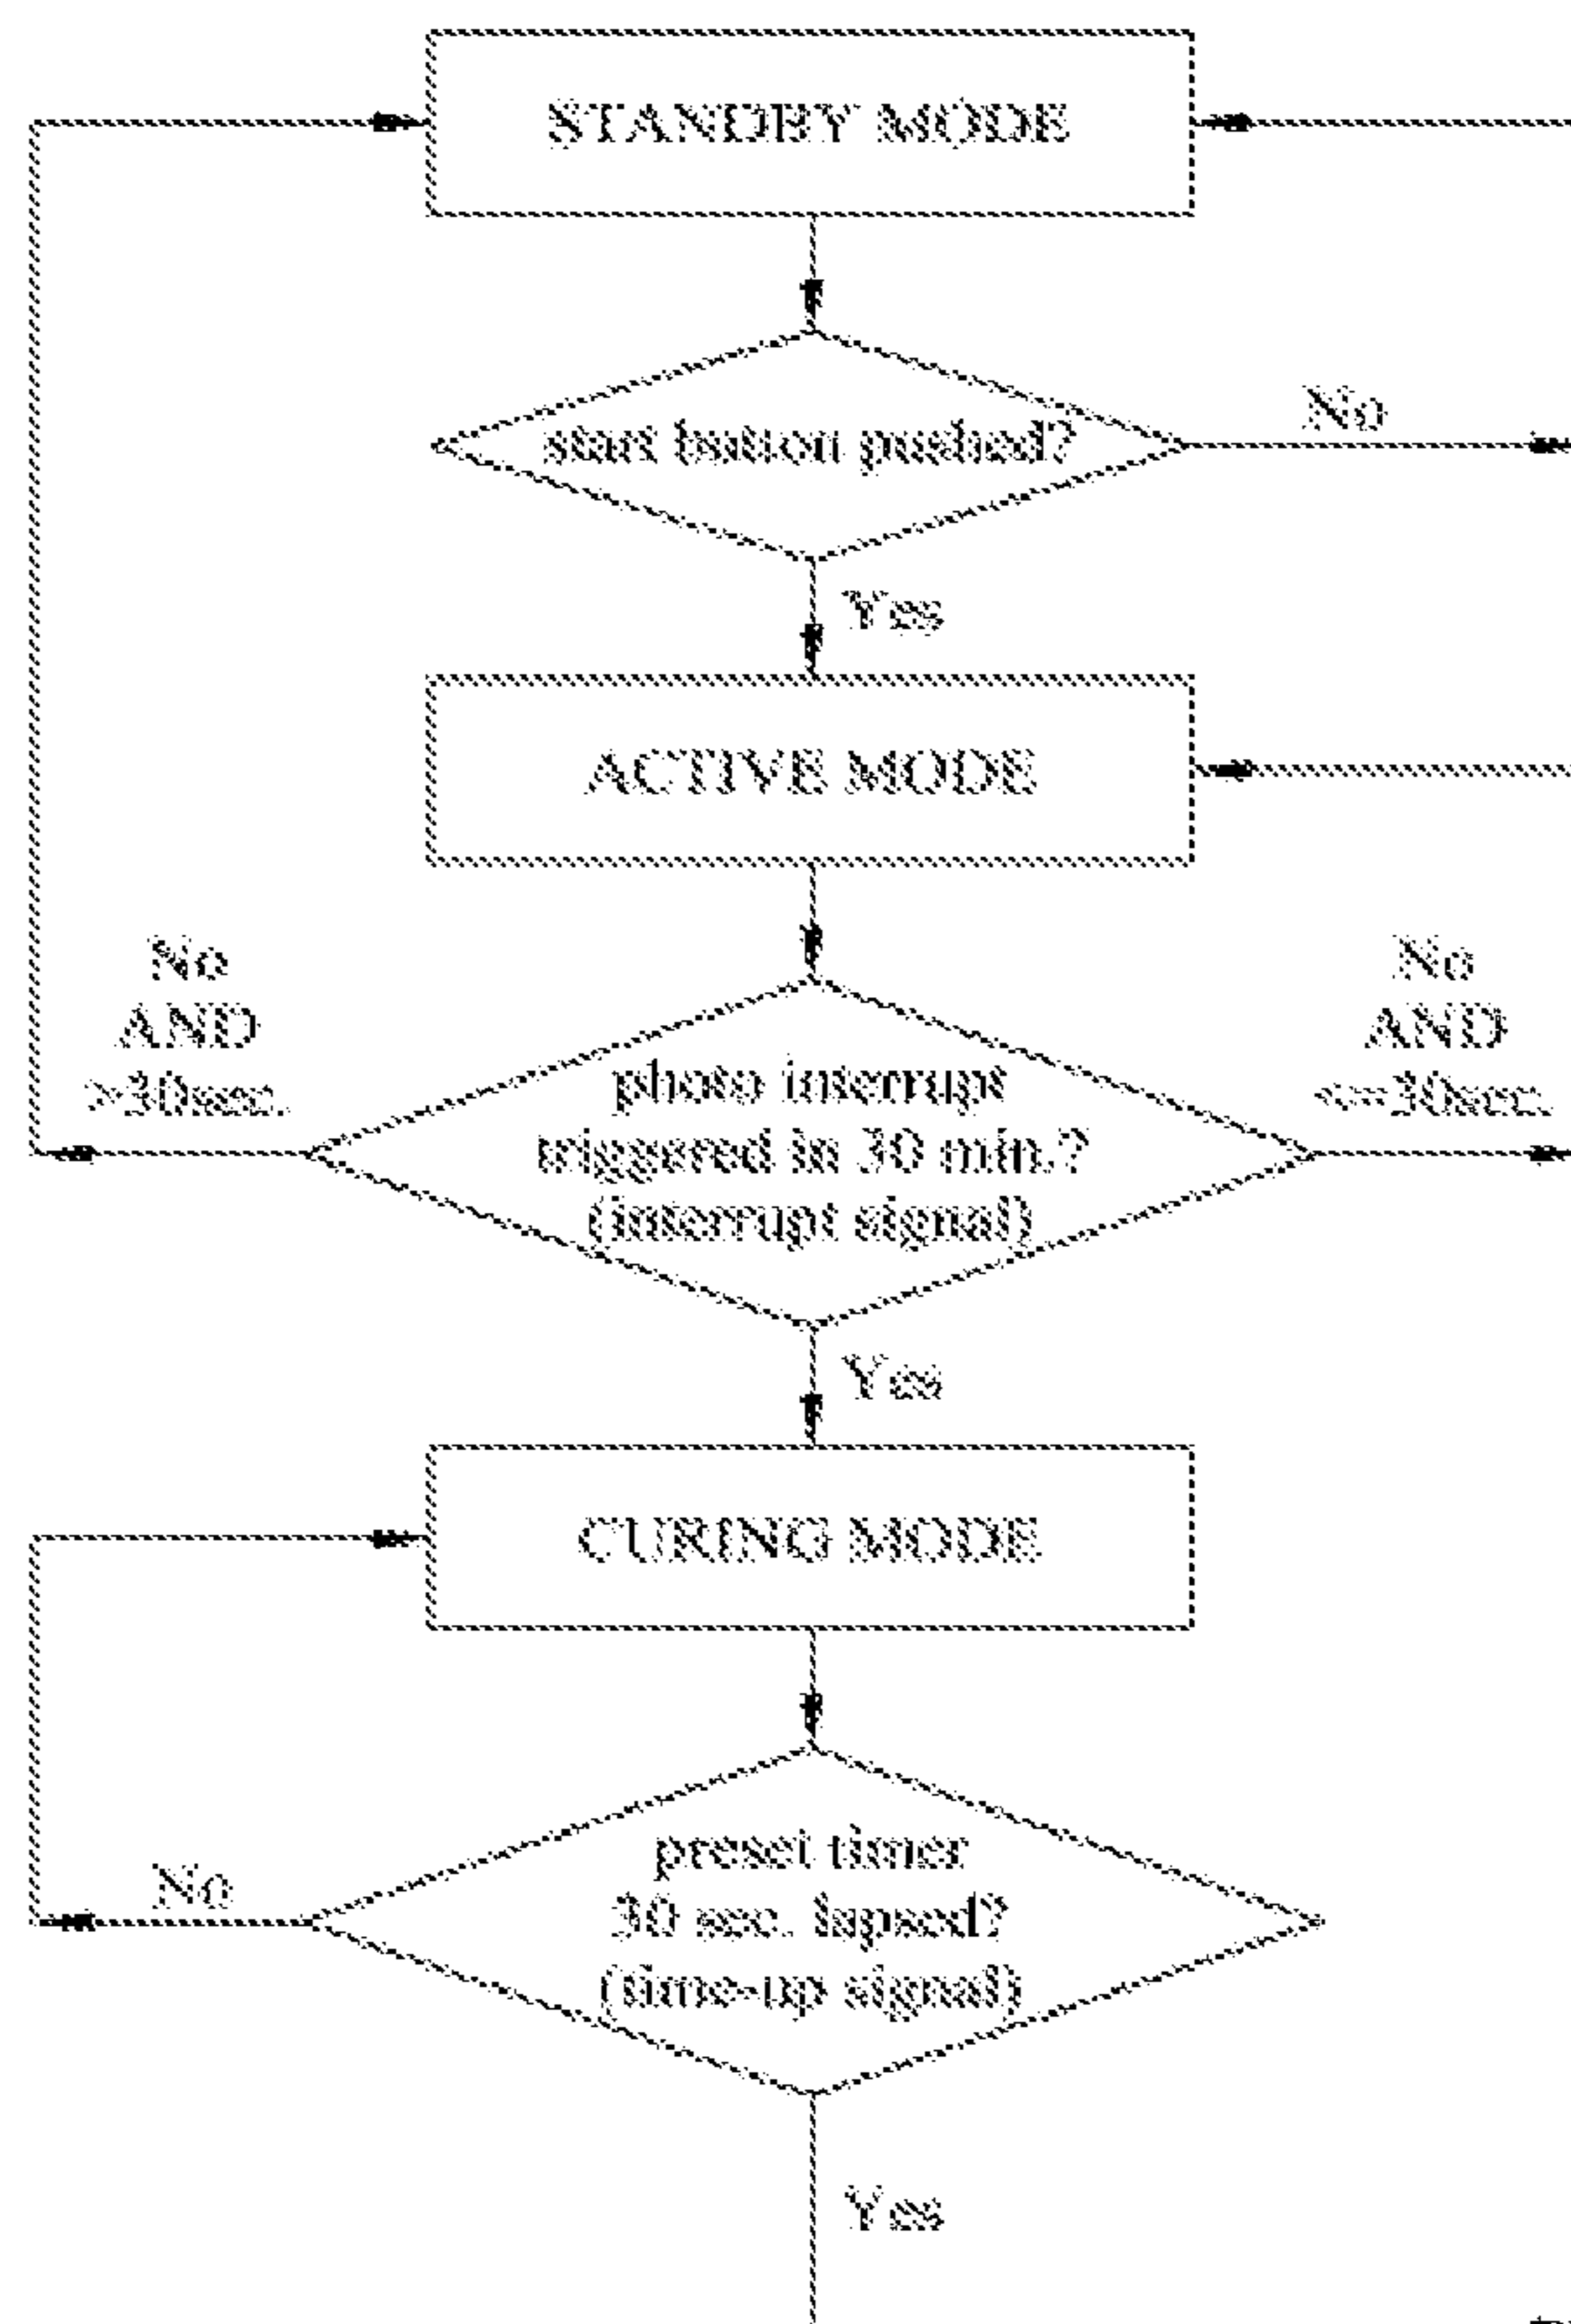 STANDBY MODE
start button pushed?
No
Yes
ACTIVE MODE
No
AND
>30sec.
No
AND
<=30sec.
photo interrupt
triggered in 30 min.?
(interrupt signal)
Yes
CURING MODE
preset timer
30 sec. lapsed?
(time-up signal)
No
Yes